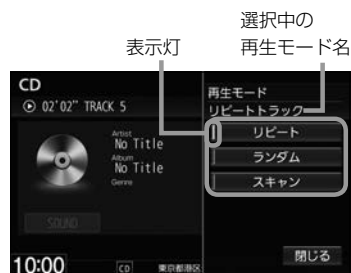 選択中の
表示灯
再生モード名
CD
02'02" TRACK 5
再生モード
リピートトラック
Artist
No Title
リピート
Album
No Title
ランダム
Genre
スキャン
SOUND
閉じる
10:00
CD
東京都港区